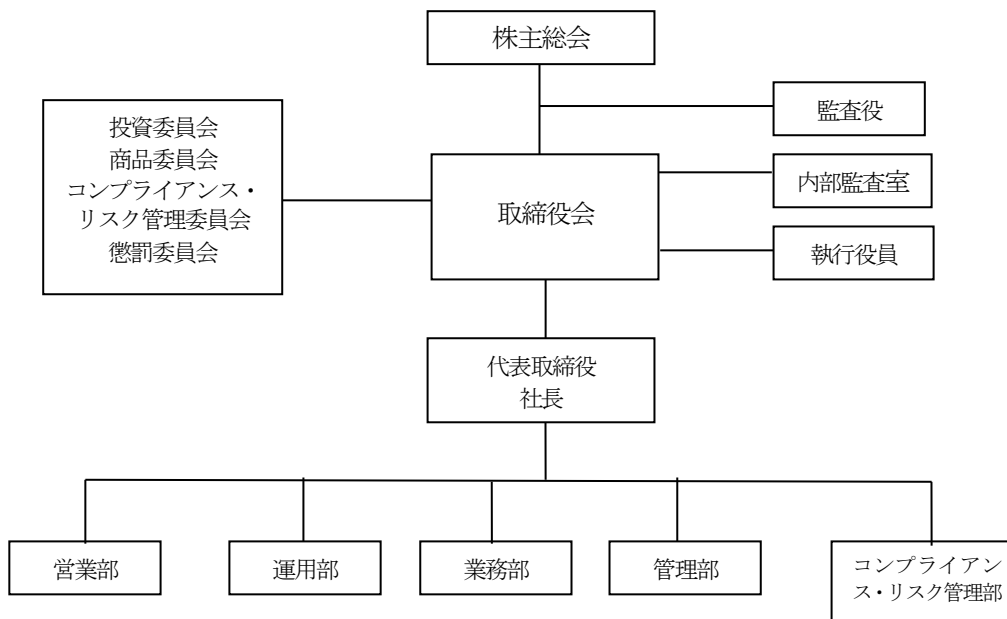 株主総会
監査役
投資委員会
商品委員会
コンプライアンス・
リスク管理委員会
懲罰委員会
取締役会
内部監査室
執行役員
代表取締役
社長
営業部
運用部
業務部
管理部
コンプライアン
ス・リスク管理部